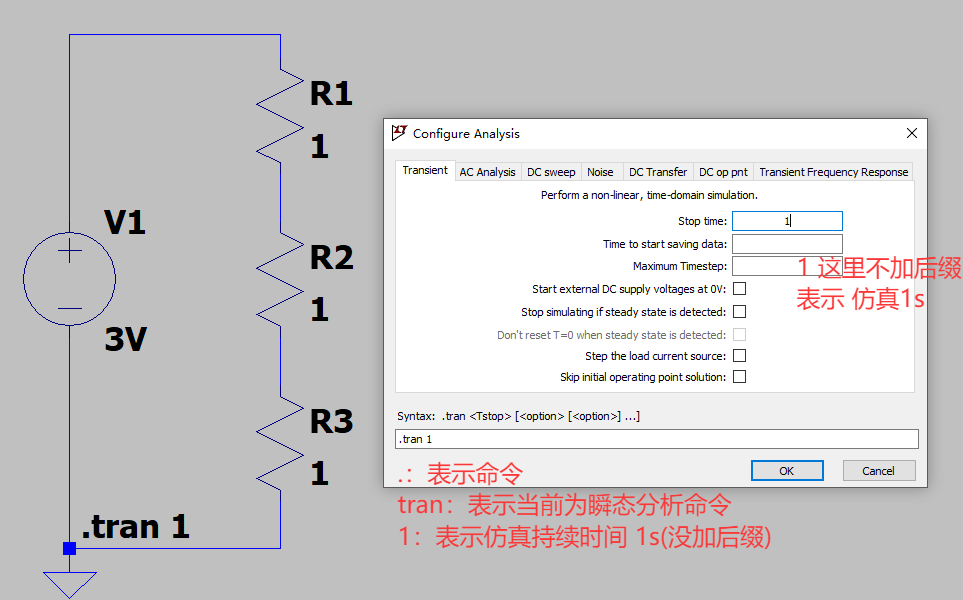 R1
1
V1
R2
1
3V
R3
1
.tran 1
Configure Analysis
Transient
AC Analysis
DC sweep
Noise
DC Transfer
DC op pnt
Transient Frequency Response
Perform a non-linear, time-domain simulation.
Stop time:
1
Time to start saving data:
Maximum Timestep:
Start external DC supply voltages at 0V:
Stop simulating if steady state is detected:
Don't reset T=0 when steady state is detected:
Step the load current source:
Skip initial operating point solution:
1 这里不加后缀
表示 仿真1s
Syntax: .tran <Tstop> [<option> [<option>] ...]
.tran 1
OK
Cancel
.：表示命令
tran：表示当前为瞬态分析命令
1：表示仿真持续时间 1s(没加后缀)